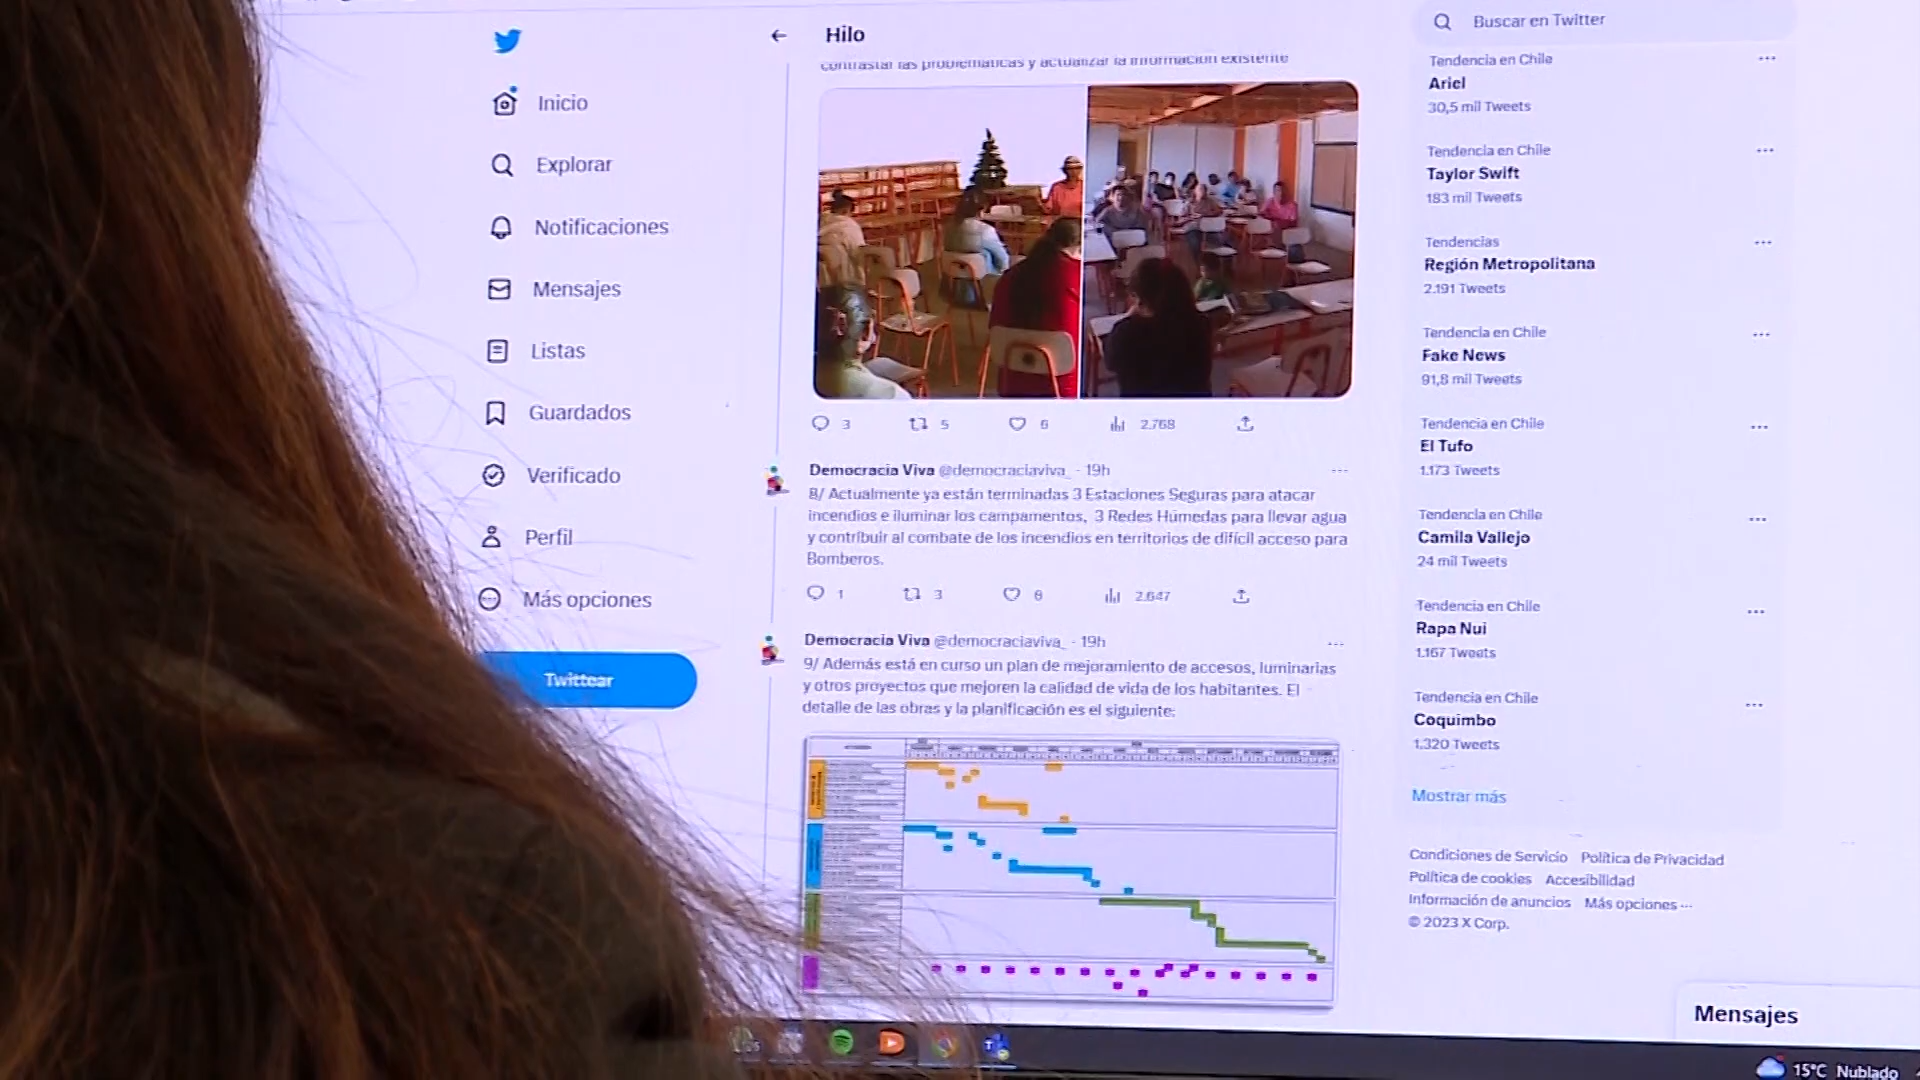 Inicio
Explorar
Notificaciones
Mensajes
Listas
Guardados
Verificado
Perfil
Más opciones
Twittear
Hilo
contrastar las problemáticas y actualizar la información existente
3 5 6 2.768
Democracia Viva @democraciaviva_ · 19h
8/ Actualmente ya están terminadas 3 Estaciones Seguras para atacar
incendios e iluminar los campamentos, 3 Redes Húmedas para llevar agua
y contribuir al combate de los incendios en territorios de difícil acceso para
Bomberos.
1 3 8 2.647
Democracia Viva @democraciaviva_ · 19h
9/ Además está en curso un plan de mejoramiento de accesos, luminarias
y otros proyectos que mejoren la calidad de vida de los habitantes. El
detalle de las obras y la planificación es el siguiente:
Buscar en Twitter
Tendencia en Chile
Ariel
30,5 mil Tweets
Tendencia en Chile
Taylor Swift
183 mil Tweets
Tendencias
Región Metropolitana
2.191 Tweets
Tendencia en Chile
Fake News
91,8 mil Tweets
Tendencia en Chile
El Tufo
1.173 Tweets
Tendencia en Chile
Camila Vallejo
24 mil Tweets
Tendencia en Chile
Rapa Nui
1.167 Tweets
Tendencia en Chile
Coquimbo
1.320 Tweets
Mostrar más
Condiciones de Servicio Política de Privacidad
Política de cookies Accesibilidad
Información de anuncios Más opciones ···
© 2023 X Corp.
Mensajes
15°C Nublado